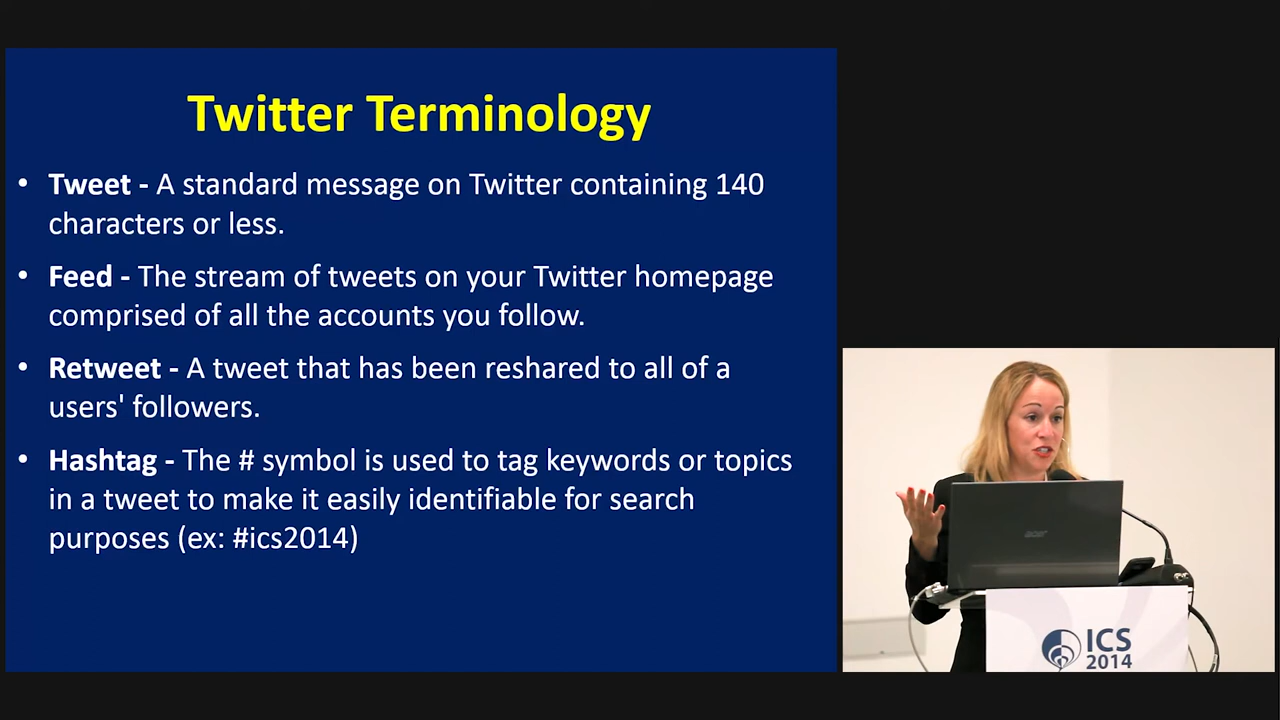 Twitter Terminology
• Tweet - A standard message on Twitter containing 140
characters or less.
• Feed - The stream of tweets on your Twitter homepage
comprised of all the accounts you follow.
• Retweet - A tweet that has been reshared to all of a
users' followers.
• Hashtag - The # symbol is used to tag keywords or topics
in a tweet to make it easily identifiable for search
purposes (ex: #ics2014)
acer
ICS
2014